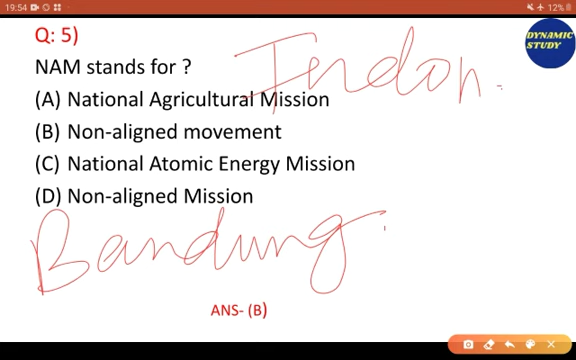 19:54
12%
DYNAMIC
STUDY
Q: 5)
Indon.
NAM stands for ?
(A) National Agricultural Mission
(B) Non-aligned movement
(C) National Atomic Energy Mission
(D) Non-aligned Mission
Bandung
ANS- (B)